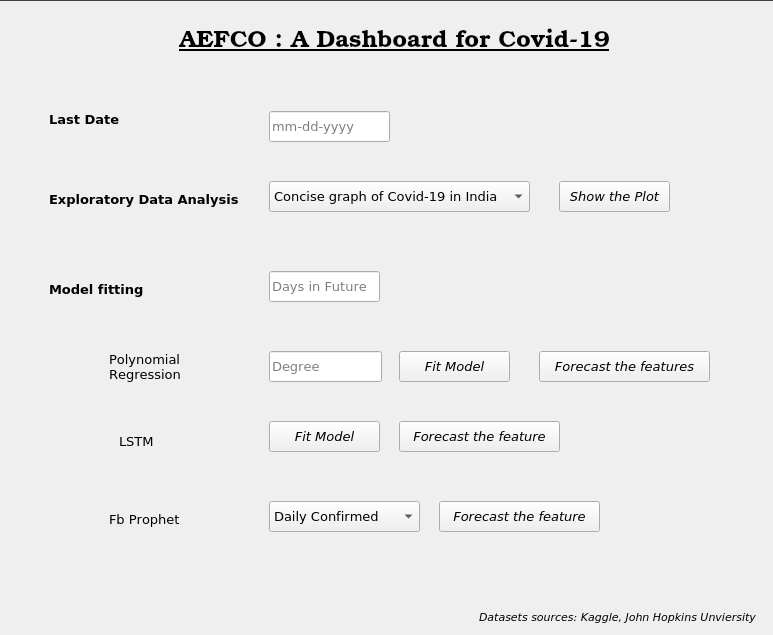 AEFCO : A Dashboard for Covid-19
Last Date
mm-dd-yyyy
Exploratory Data Analysis
Concise graph of Covid-19 in India
Show the Plot
Model fitting
Days in Future
Polynomial
Regression
Degree
Fit Model
Forecast the features
LSTM
Fit Model
Forecast the feature
Fb Prophet
Daily Confirmed
Forecast the feature
Datasets sources: Kaggle, John Hopkins Unviersity